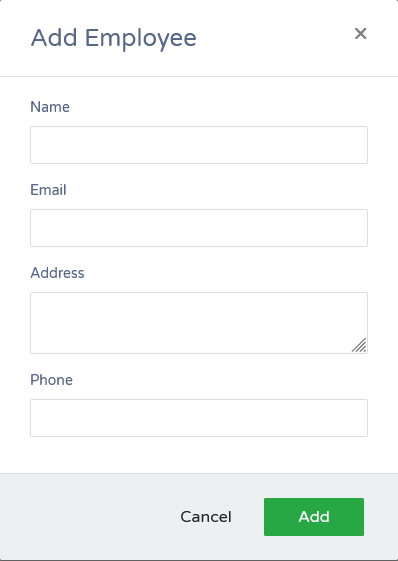 Add Employee ×
Name
Email
Address
Phone
Cancel Add